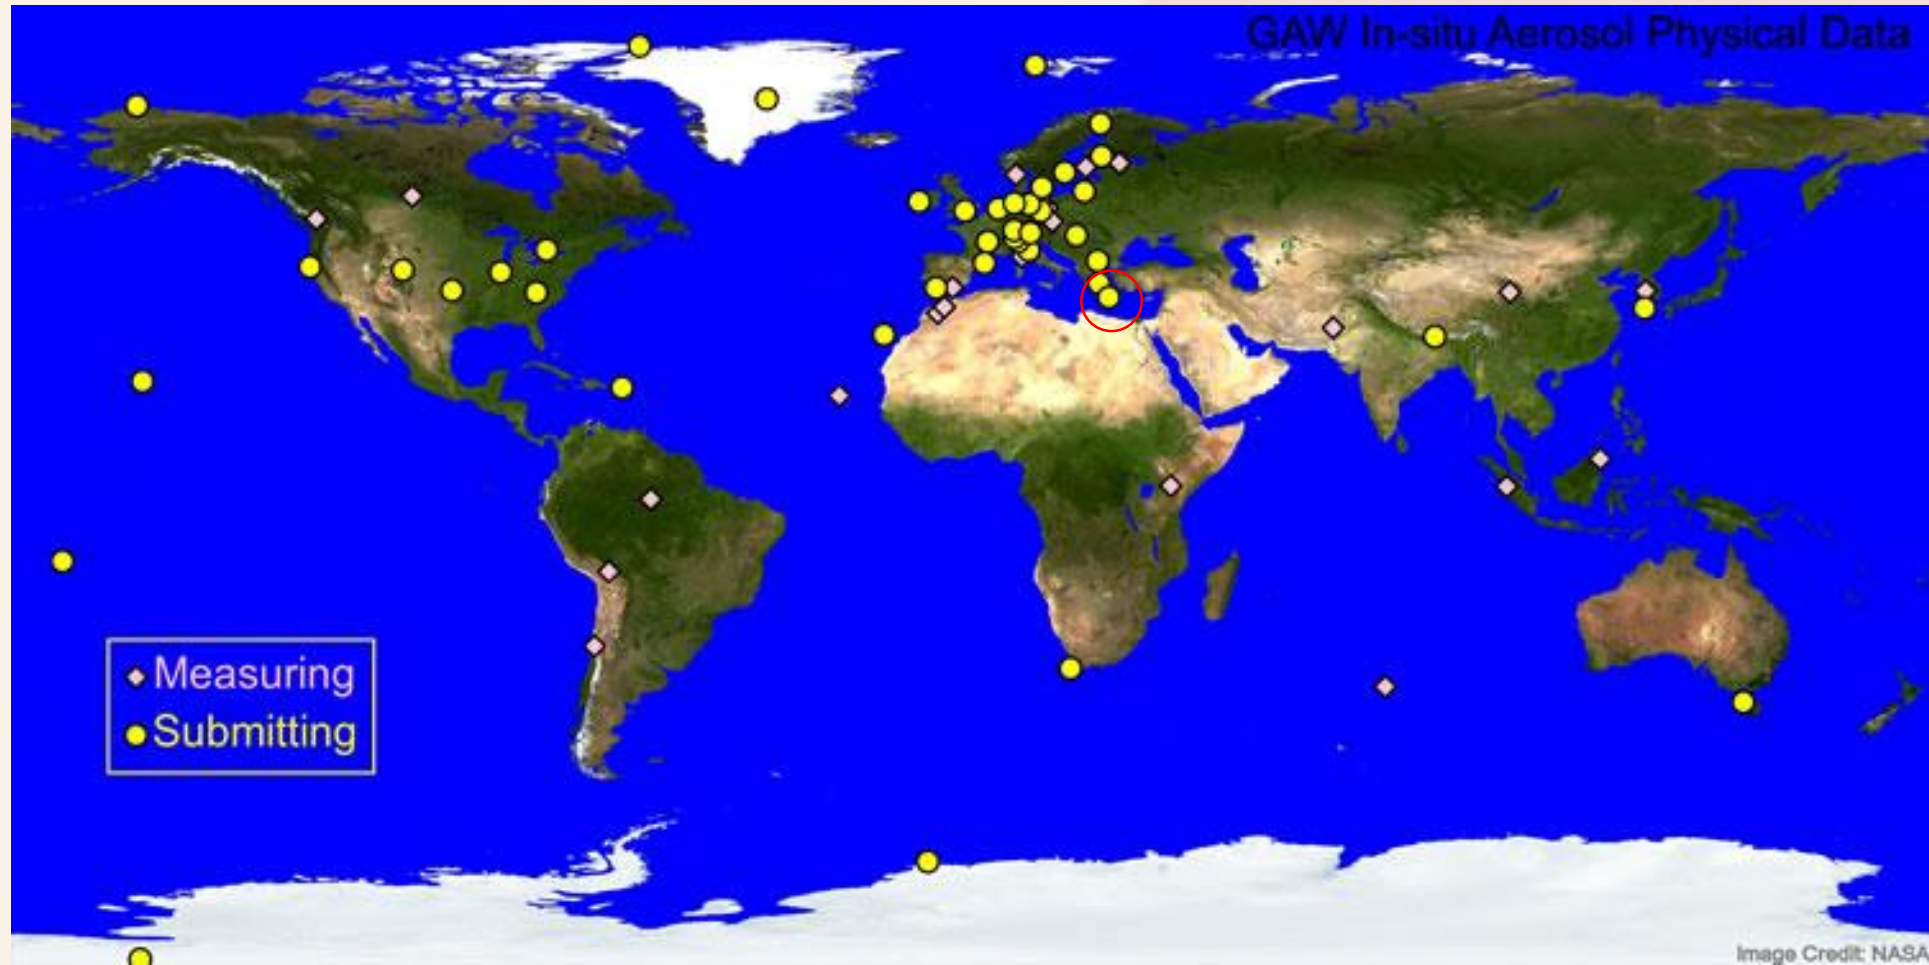 GAW In-situ Aerosol Physical Data
Measuring
Submitting
Image Credit: NASA